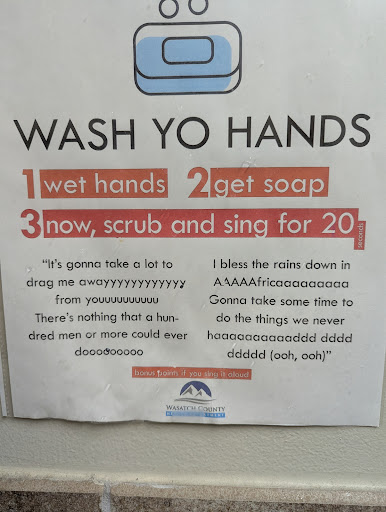 WASH YO HANDS
1 wet hands 2 get soap
3 now, scrub and sing for 20 seconds
"It's gonna take a lot to
drag me awayyyyyyyyyyyy
from youuuuuuuuuu
There's nothing that a hun-
dred men or more could ever
doooooooooo
I bless the rains down in
AAAAAfricaaaaaaaaaa
Gonna take some time to
do the things we never
haaaaaaaaaaddd dddd
ddddd (ooh, ooh)"
bonus points if you sing it aloud
WASATCH COUNTY